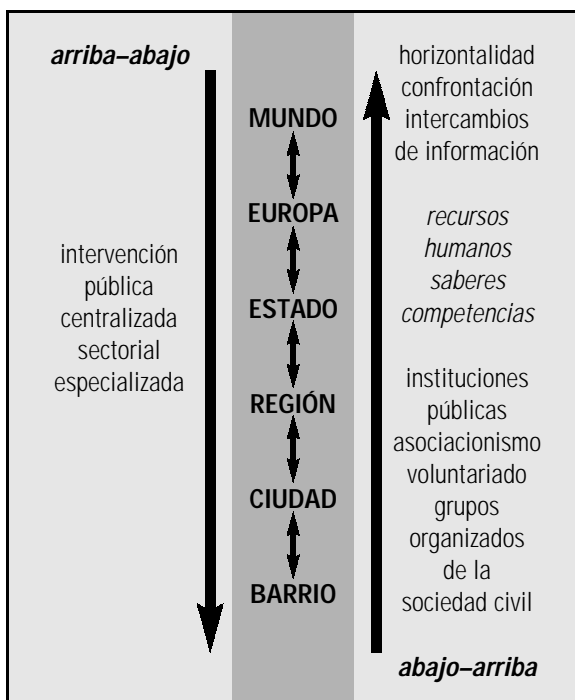 arriba–abajo
intervención
pública
centralizada
sectorial
especializada
MUNDO
EUROPA
ESTADO
REGIÓN
CIUDAD
BARRIO
horizontalidad
confrontación
intercambios
de información
recursos
humanos
saberes
competencias
instituciones
públicas
asociacionismo
voluntariado
grupos
organizados
de la
sociedad civil
abajo–arriba